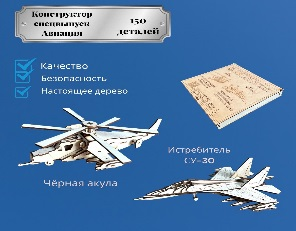 Конструктор
спецвыпуск
Авиация
150
деталей
Качество
Безопасность
Настоящее дерево
Истребитель
СУ-30
Чёрная акула